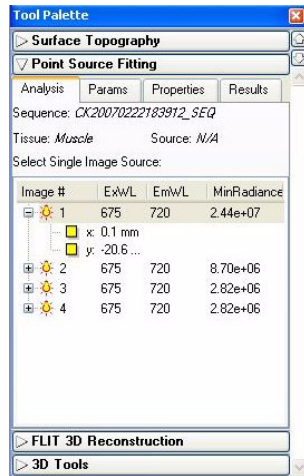 Tool Palette
Surface Topography
Point Source Fitting
Analysis Params Properties Results
Sequence: CK20070222183912_SEQ
Tissue: Muscle Source: N/A
Select Single Image Source:
Image # ExWL EmWL MinRadiance
1 675 720 2.44e+07
x: 0.1 mm
y: -20.6 ...
2 675 720 8.70e+06
3 675 720 2.82e+06
4 675 720 2.82e+06
FLIT 3D Reconstruction
3D Tools